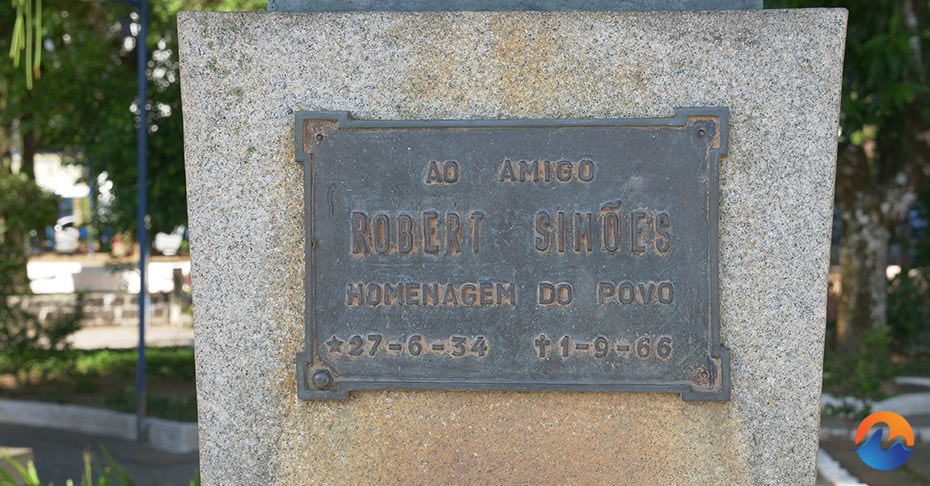 AO AMIGO
ROBERT SIMÕES
HOMENAGEM DO POVO
★27-6-34 ✝1-9-66